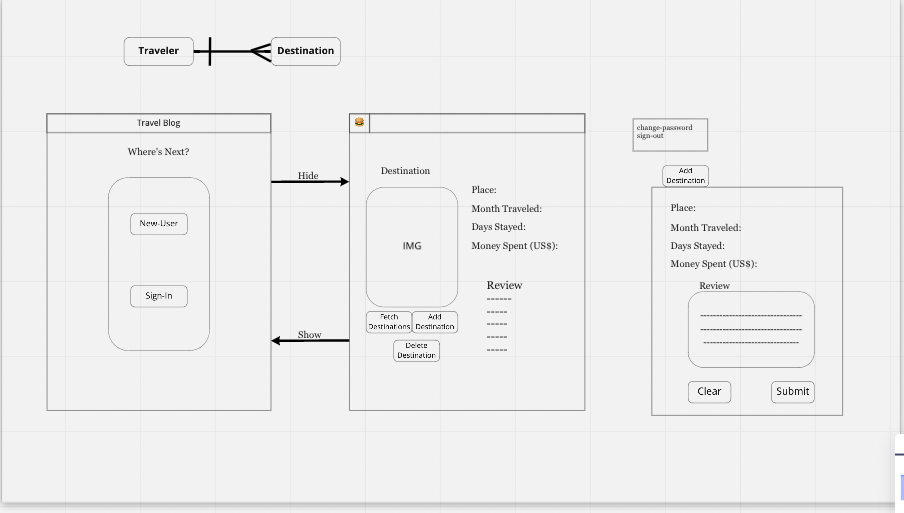 Traveler
Destination
Travel Blog
Where's Next?
New-User
Sign-In
Hide
Show
Destination
IMG
Place:
Month Traveled:
Days Stayed:
Money Spent (US$):
Review
------
-----
-----
-----
-----
Fetch
Destinations
Add
Destination
Delete
Destination
change-password
sign-out
Add
Destination
Place:
Month Traveled:
Days Stayed:
Money Spent (US$):
Review
--------------------------------
--------------------------------
------------------------------
Clear
Submit